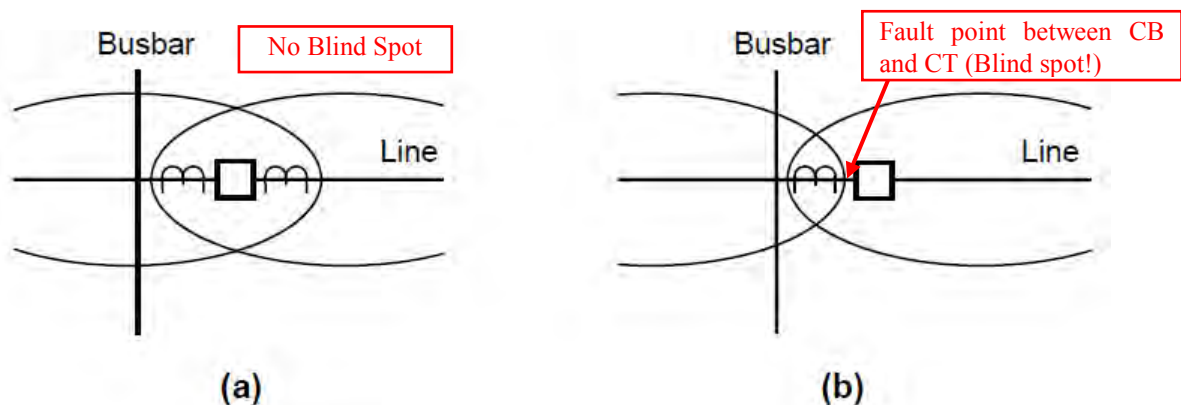 Busbar
No Blind Spot
Line
(a)
Busbar
Fault point between CB
and CT (Blind spot!)
Line
(b)